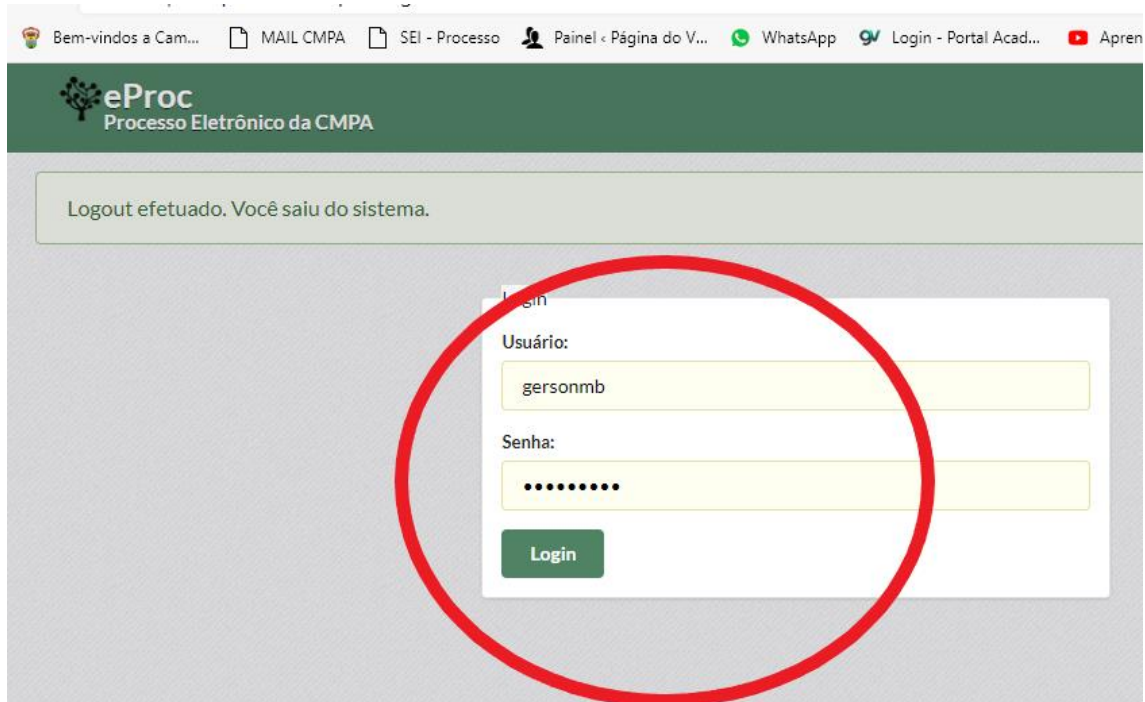 Bem-vindos a Cam... MAIL CMPA SEI - Processo Painel ‹ Página do V... WhatsApp Login - Portal Acad... Apren
eProc
Processo Eletrônico da CMPA
Logout efetuado. Você saiu do sistema.
Login
Usuário:
gersonmb
Senha:
•••••••••
Login